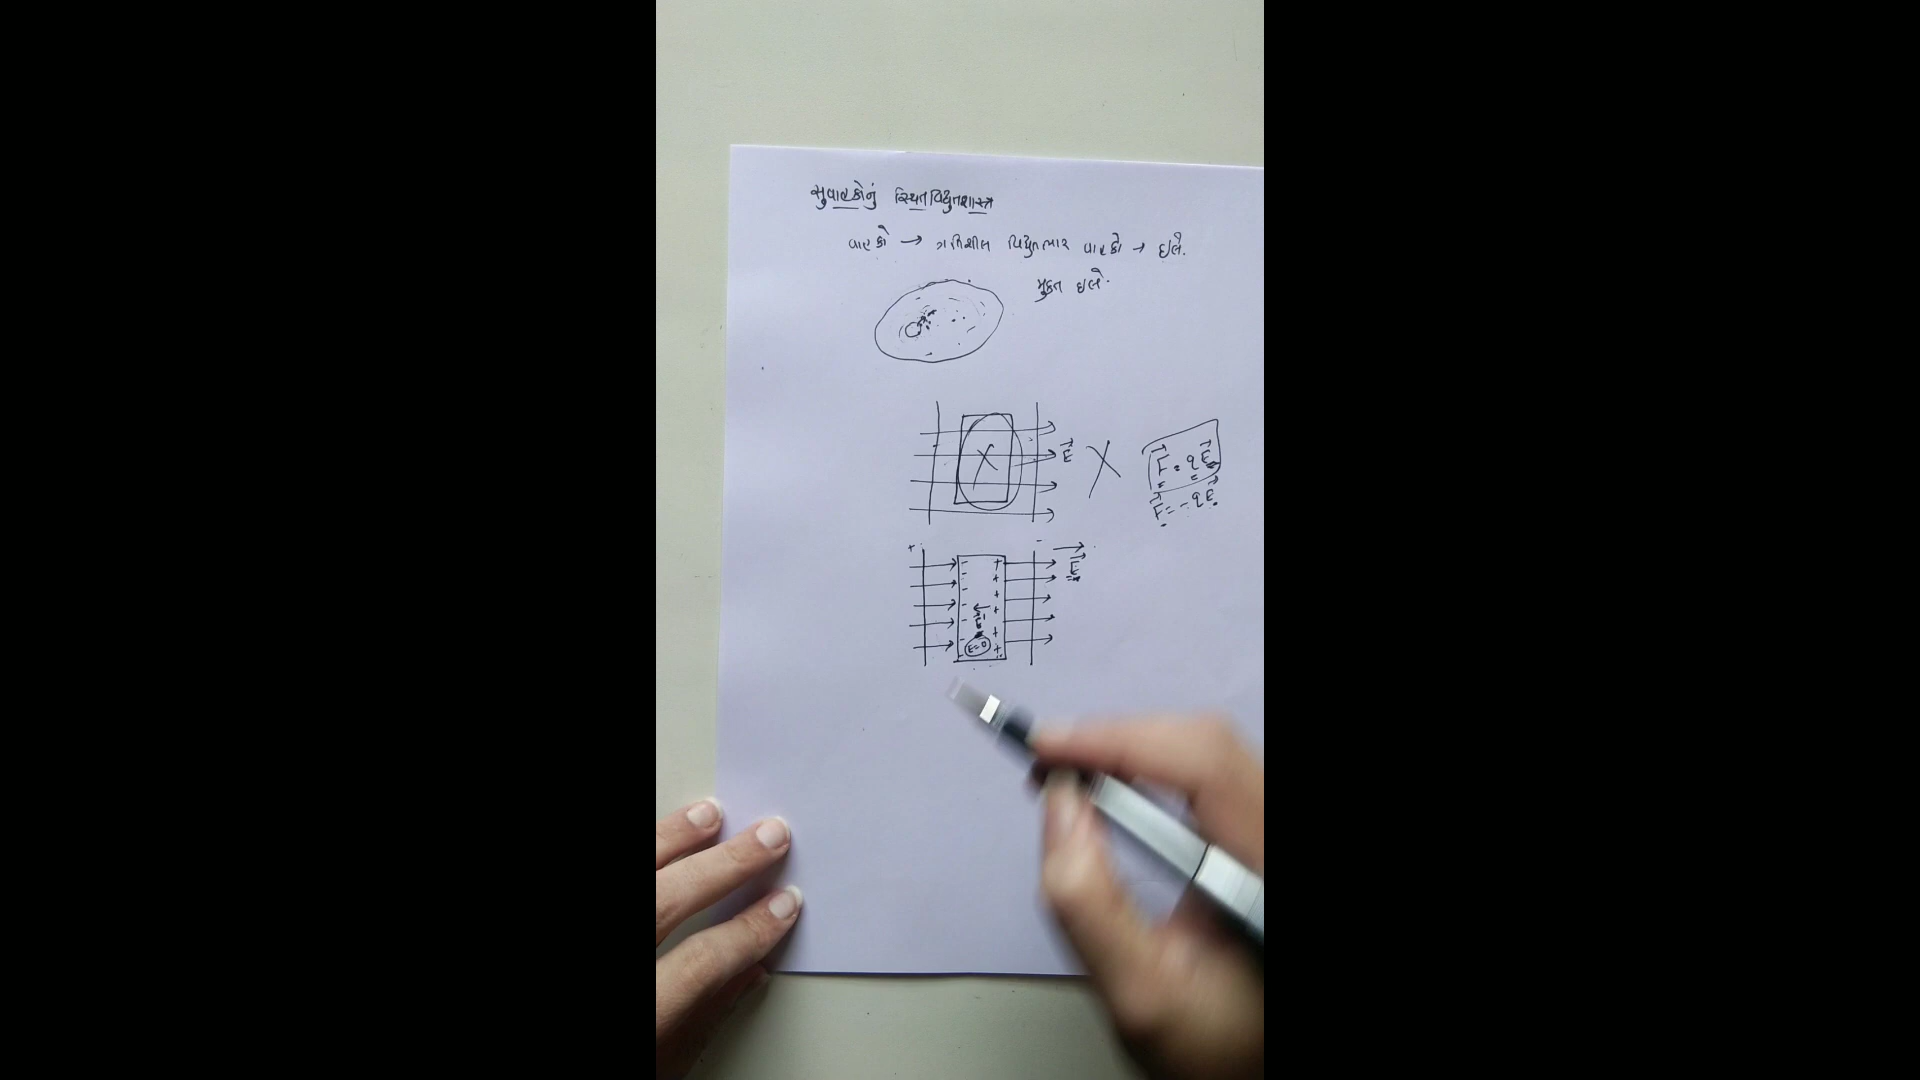 સુવાહકોનું સ્થિતવિદ્યુતશાસ્ત્ર
વાહકો → ગતિશીલ વિદ્યુતભાર વાહકો → ઇલે.
મુક્ત ઇલે.
X E⃗ X F⃗ = qE⃗
F⃗ = -qE⃗
+ - E⃗
E=0